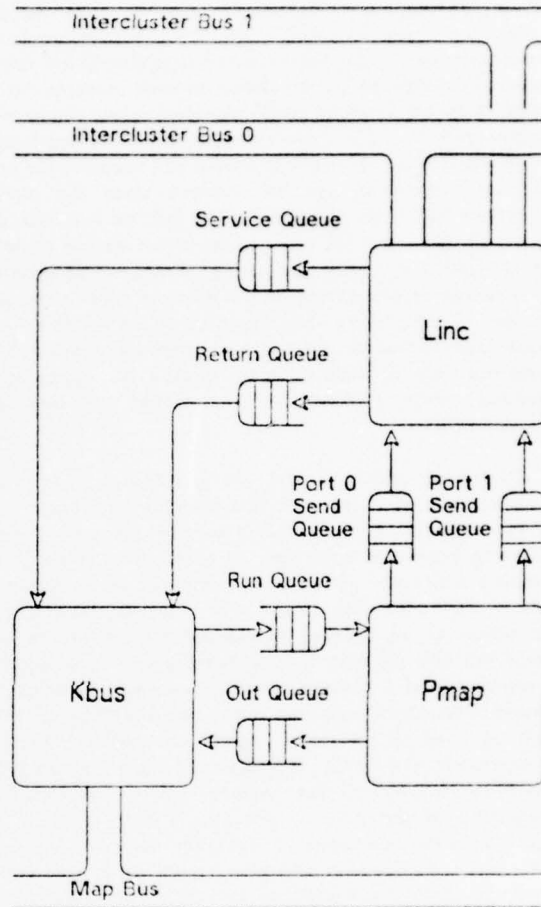 Intercluster Bus 1
Intercluster Bus 0
Service Queue
Linc
Return Queue
Port 0
Send
Queue
Port 1
Send
Queue
Run Queue
Kbus
Pmap
Out Queue
Map Bus